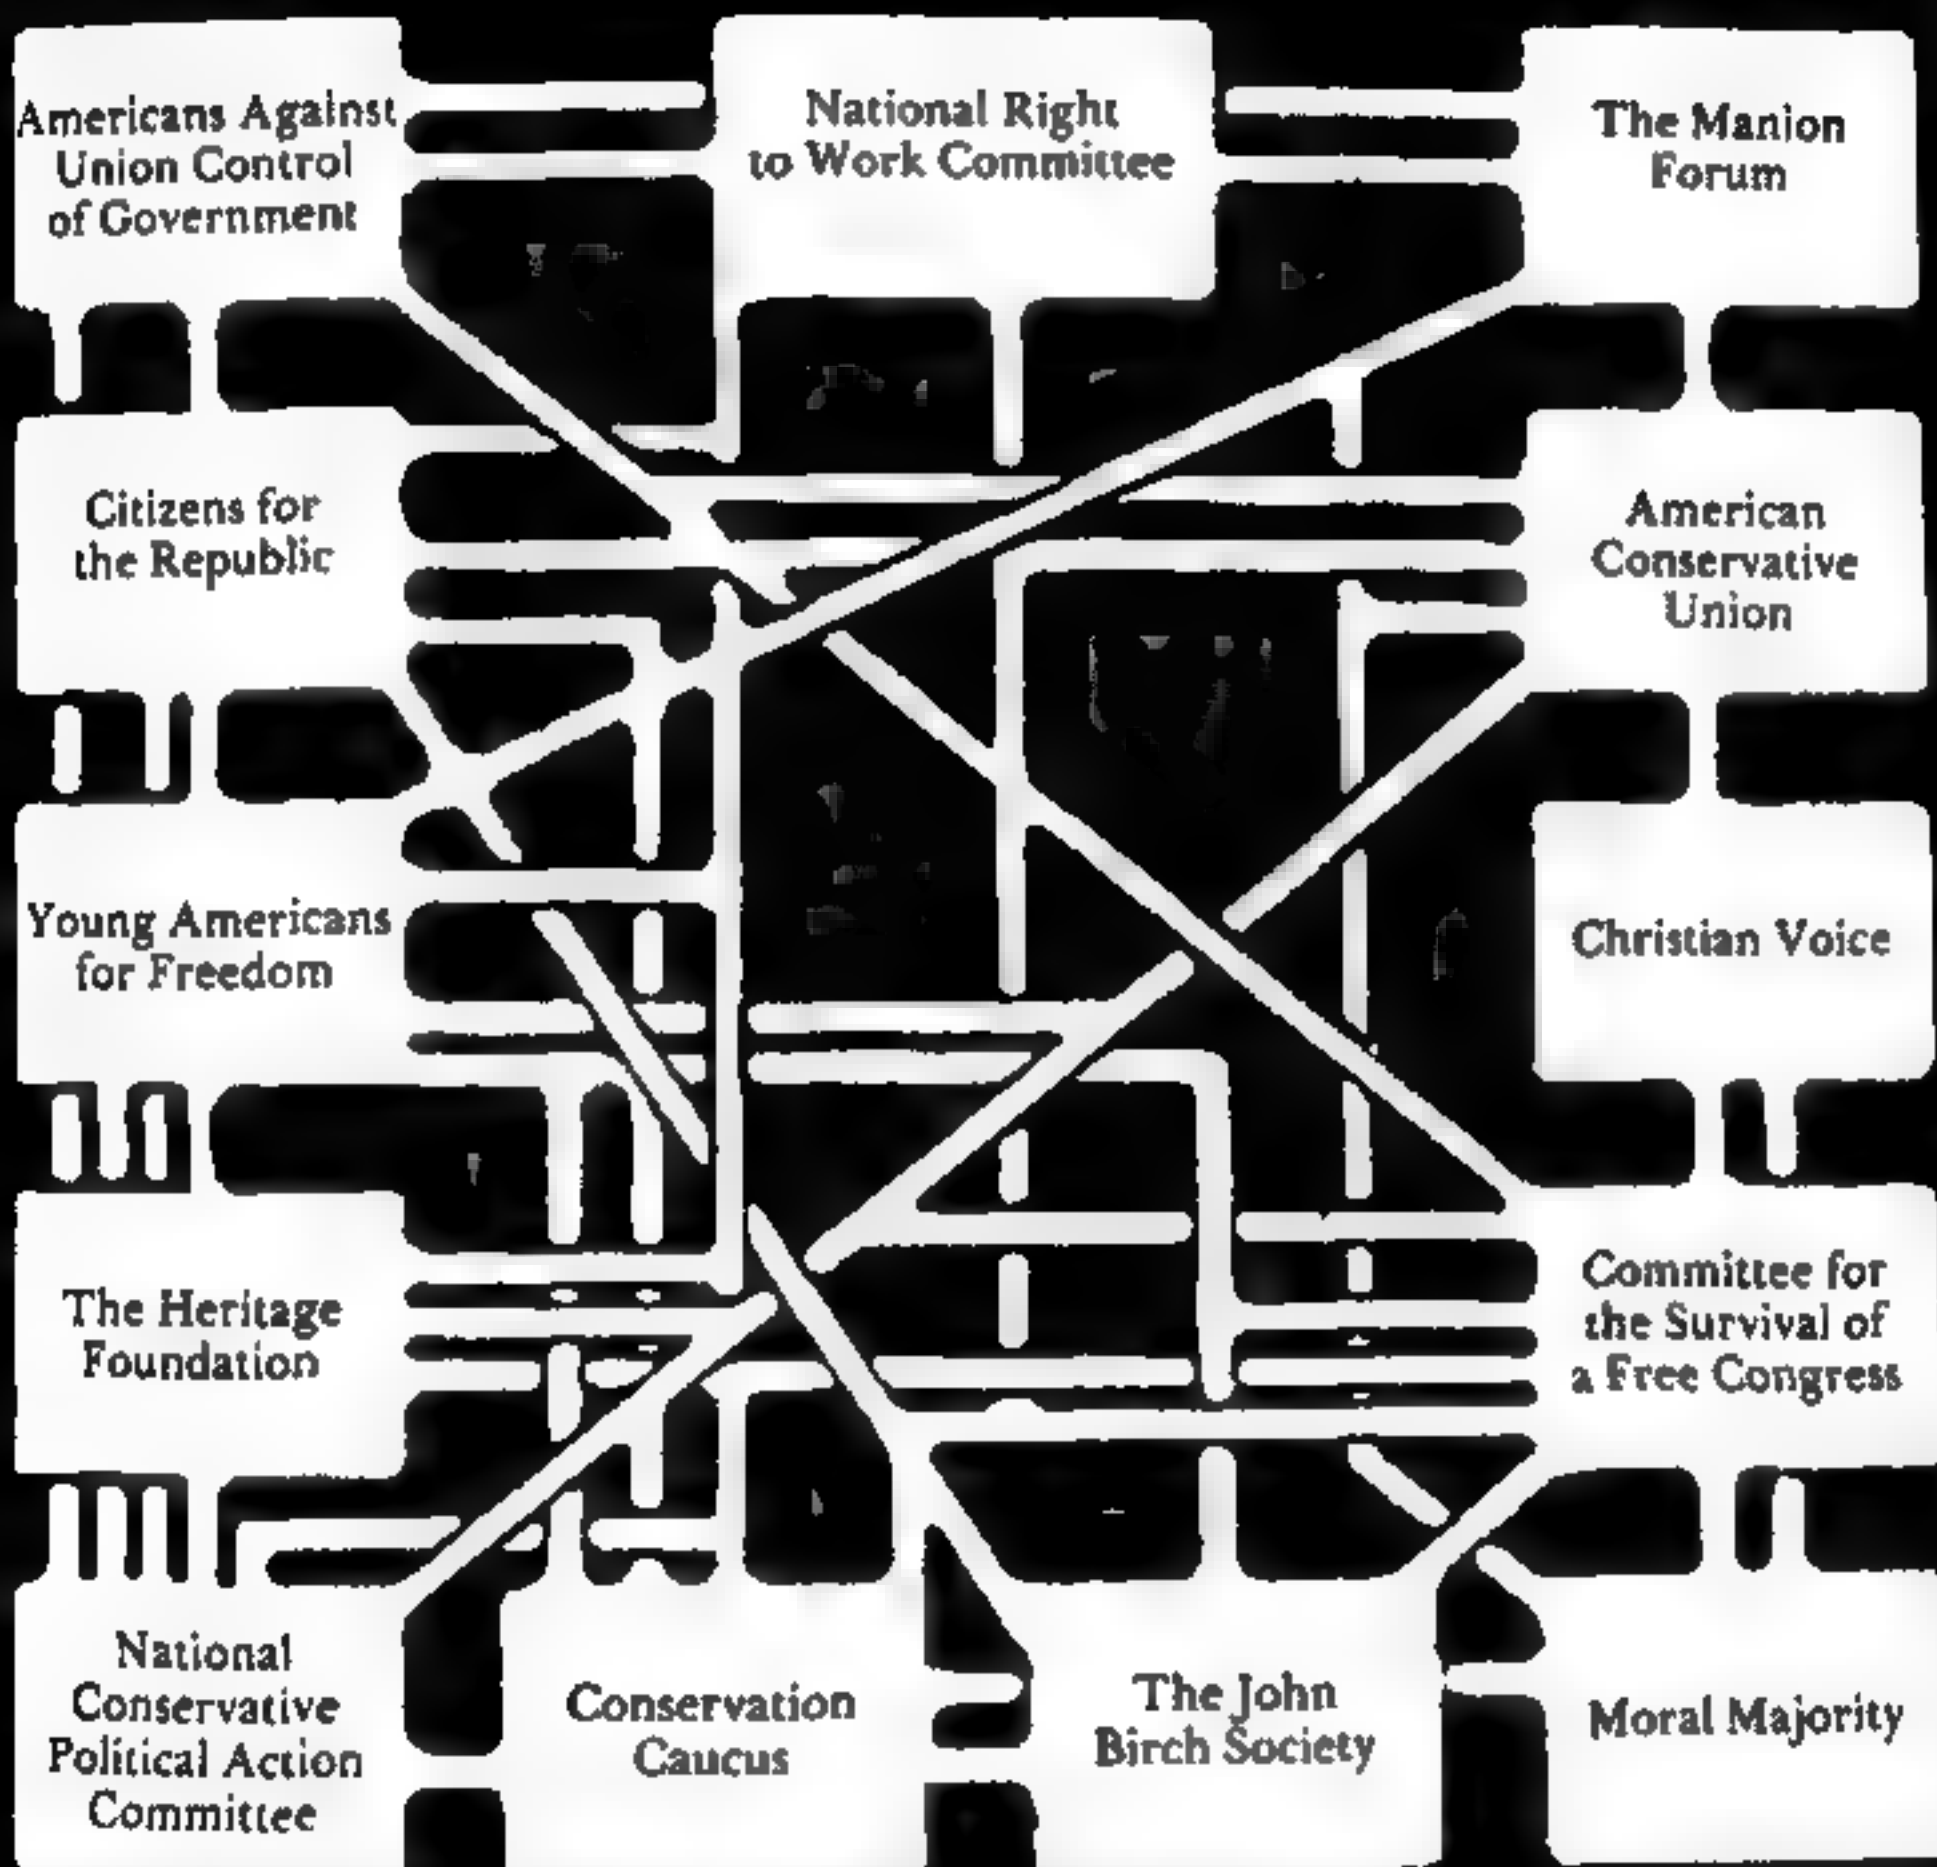 Americans Against
Union Control
of Government
National Right
to Work Committee
The Manion
Forum
Citizens for
the Republic
American
Conservative
Union
Young Americans
for Freedom
Christian Voice
The Heritage
Foundation
Committee for
the Survival of
a Free Congress
National
Conservative
Political Action
Committee
Conservation
Caucus
The John
Birch Society
Moral Majority